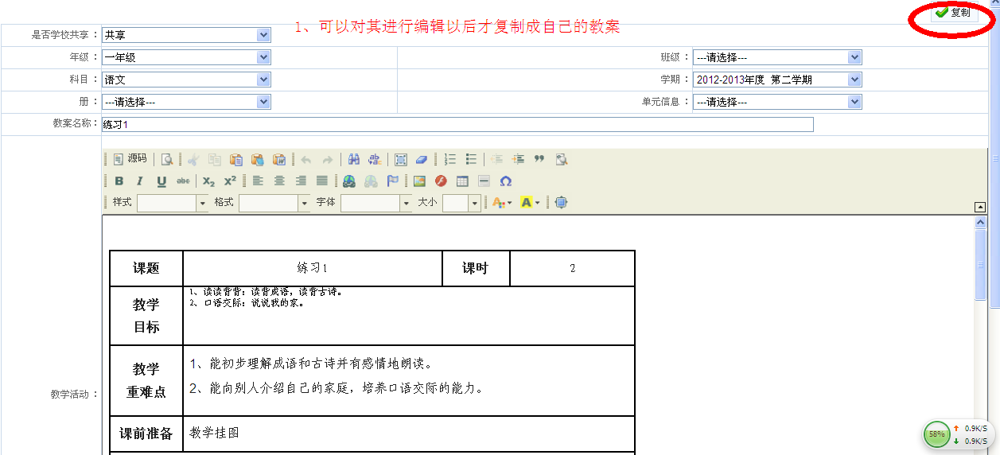 复制
1、可以对其进行编辑以后才复制成自己的教案
是否学校共享： 共享
年级： 一年级 班级： ---请选择---
科目： 语文 学期： 2012-2013年度 第二学期
册： ---请选择--- 单元信息： ---请选择---
教案名称： 练习1
源码
B I U abc X₂ X²
样式 格式 字体 大小 A A
课题 练习1 课时 2
教学目标
1、读读背背：读背成语，读背古诗。
2、口语交际：说说我的家。
教学重难点
1、能初步理解成语和古诗并有感情地朗读。
2、能向别人介绍自己的家庭，培养口语交际的能力。
教学活动：
课前准备 教学挂图
58% 0.9K/S
0.9K/S